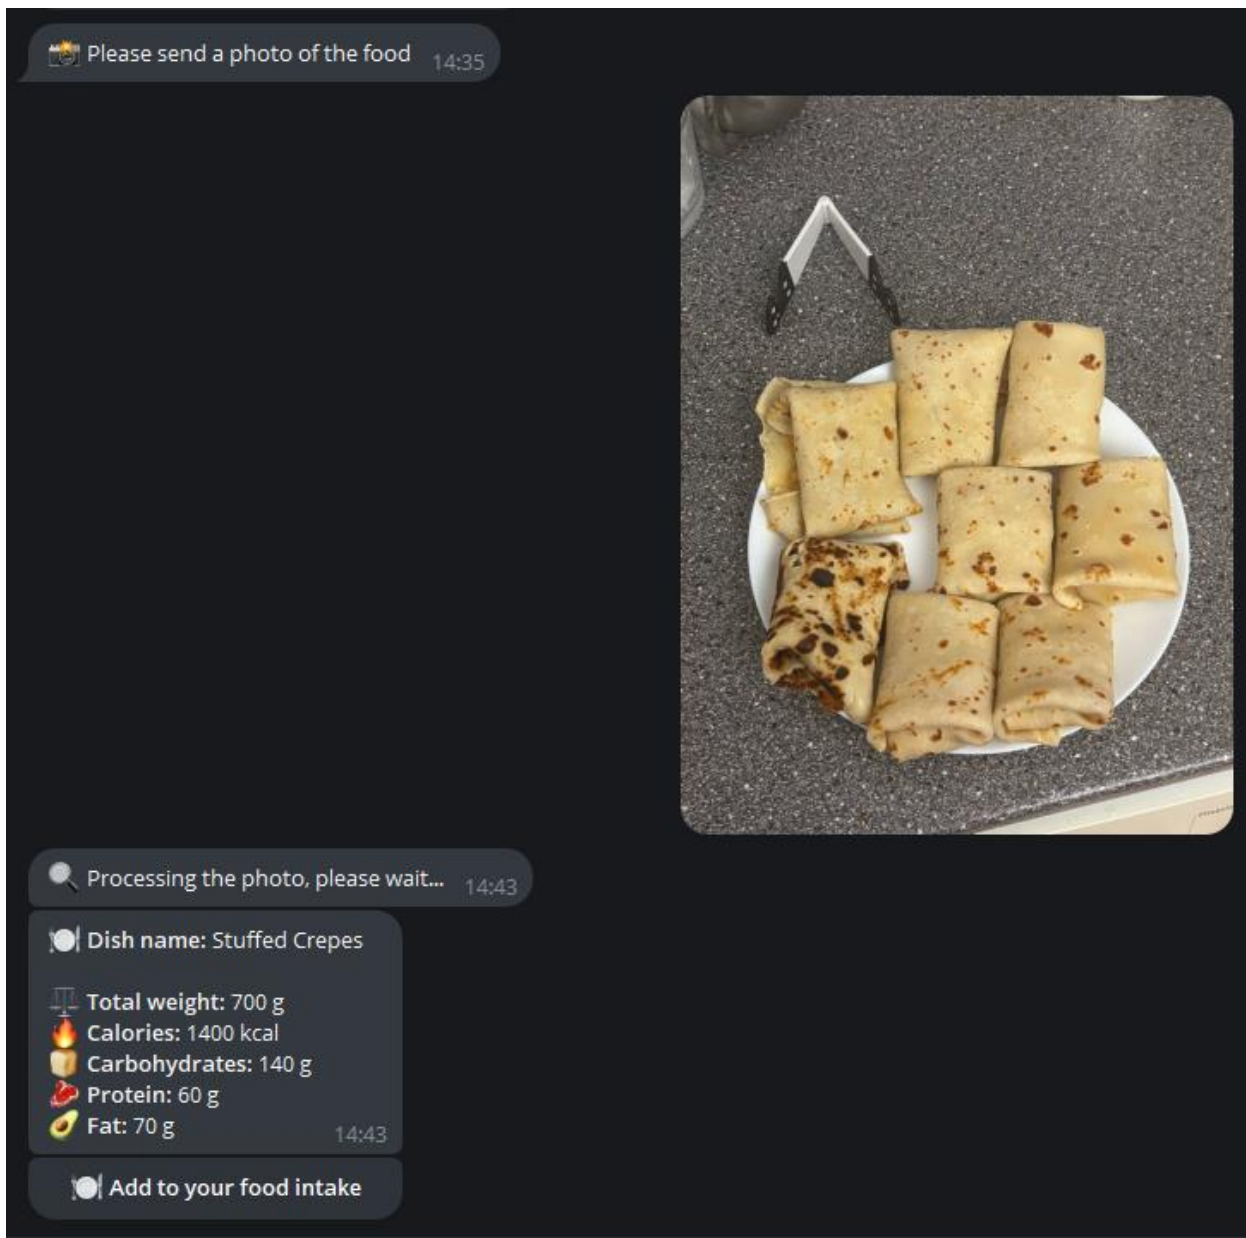 📸 Please send a photo of the food 14:35
🔍 Processing the photo, please wait... 14:43
🍽 Dish name: Stuffed Crepes
⚖ Total weight: 700 g
🔥 Calories: 1400 kcal
🍞 Carbohydrates: 140 g
🥩 Protein: 60 g
🥑 Fat: 70 g 14:43
🍽 Add to your food intake